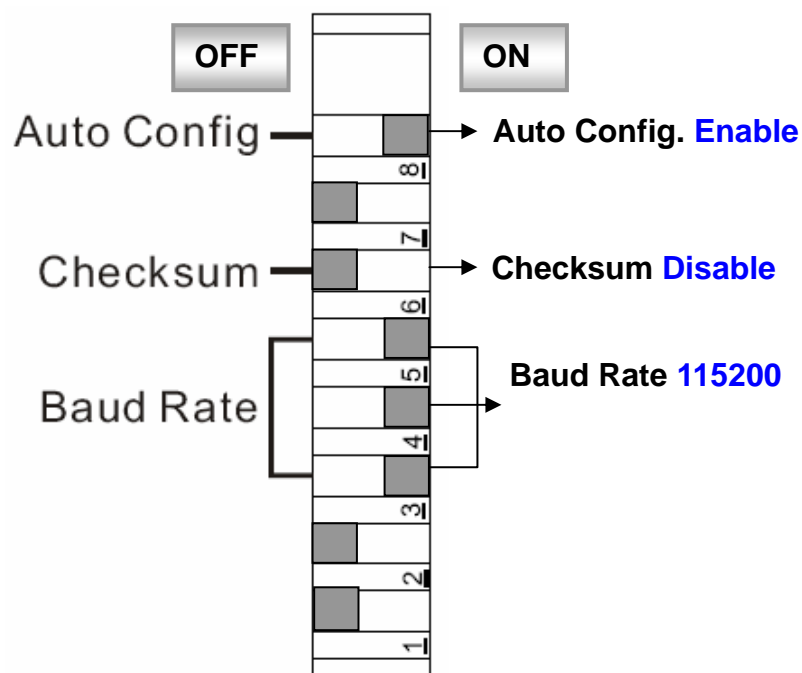 OFF
ON
Auto Config
Auto Config. Enable
8
7
Checksum
Checksum Disable
6
5
Baud Rate
Baud Rate 115200
4
3
2
1